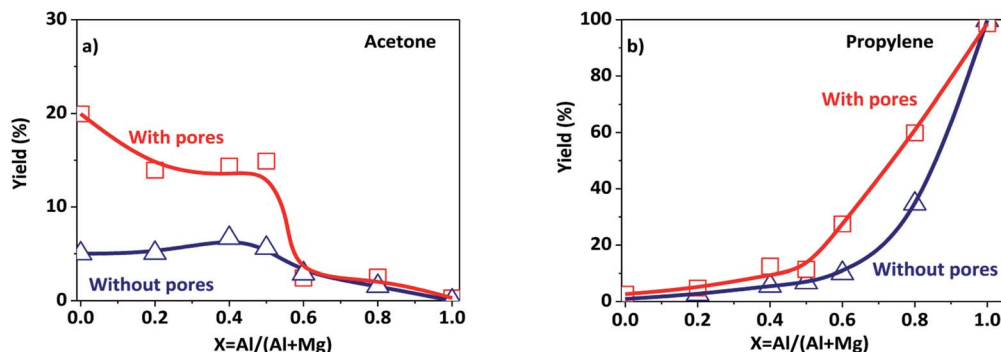 a)
Acetone
30
20
10
0
Yield (%)
With pores
Without pores
0.0 0.2 0.4 0.6 0.8 1.0
X=Al/(Al+Mg)
b)
Propylene
100
80
60
40
20
0
Yield (%)
With pores
Without pores
0.0 0.2 0.4 0.6 0.8 1.0
X=Al/(Al+Mg)